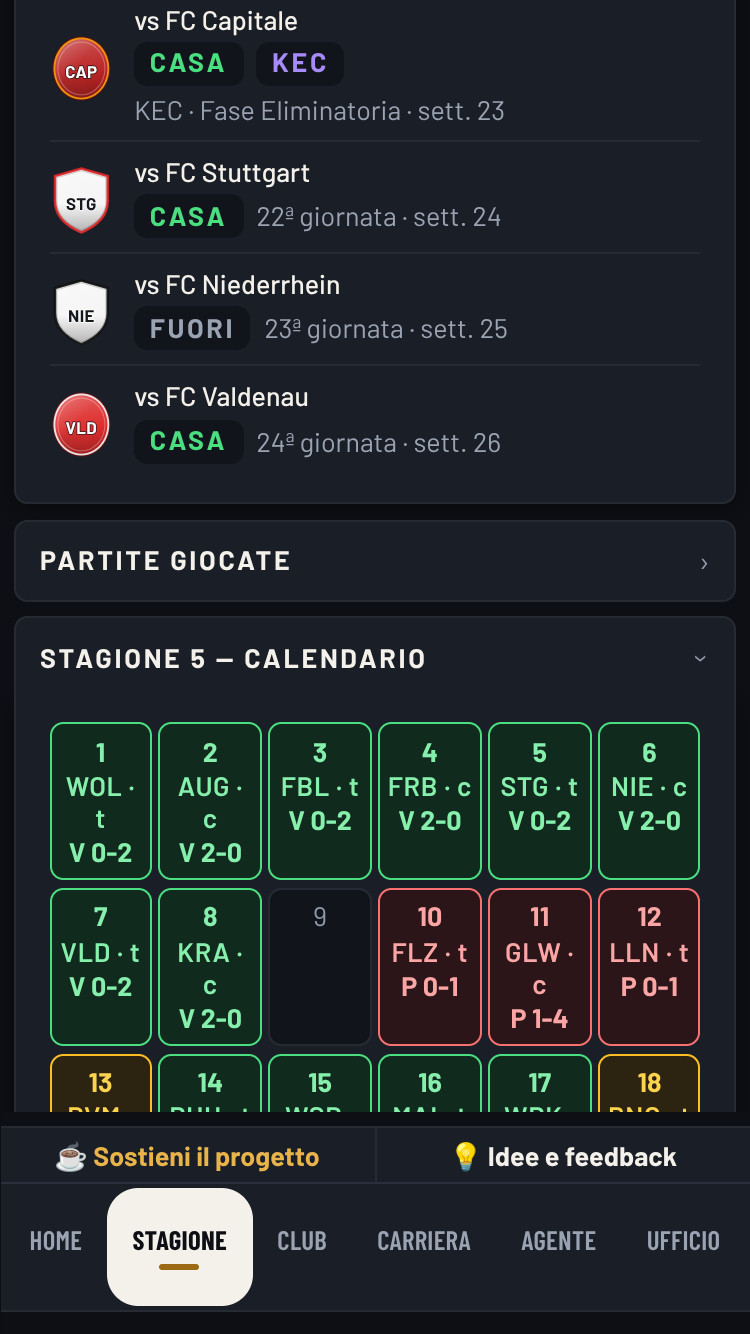 vs FC Capitale
CAP
CASA KEC
KEC · Fase Eliminatoria · sett. 23
vs FC Stuttgart
STG
CASA 22ª giornata · sett. 24
vs FC Niederrhein
NIE
FUORI 23ª giornata · sett. 25
vs FC Valdenau
VLD
CASA 24ª giornata · sett. 26
PARTITE GIOCATE ›
STAGIONE 5 – CALENDARIO
1
WOL ·
t
V 0-2
2
AUG ·
c
V 2-0
3
FBL · t
V 0-2
4
FRB · c
V 2-0
5
STG · t
V 0-2
6
NIE · c
V 2-0
7
VLD · t
V 0-2
8
KRA ·
c
V 2-0
9
10
FLZ · t
P 0-1
11
GLW ·
c
P 1-4
12
LLN · t
P 0-1
13
14
15
16
17
18
☕ Sostieni il progetto
💡 Idee e feedback
HOME STAGIONE CLUB CARRIERA AGENTE UFFICIO